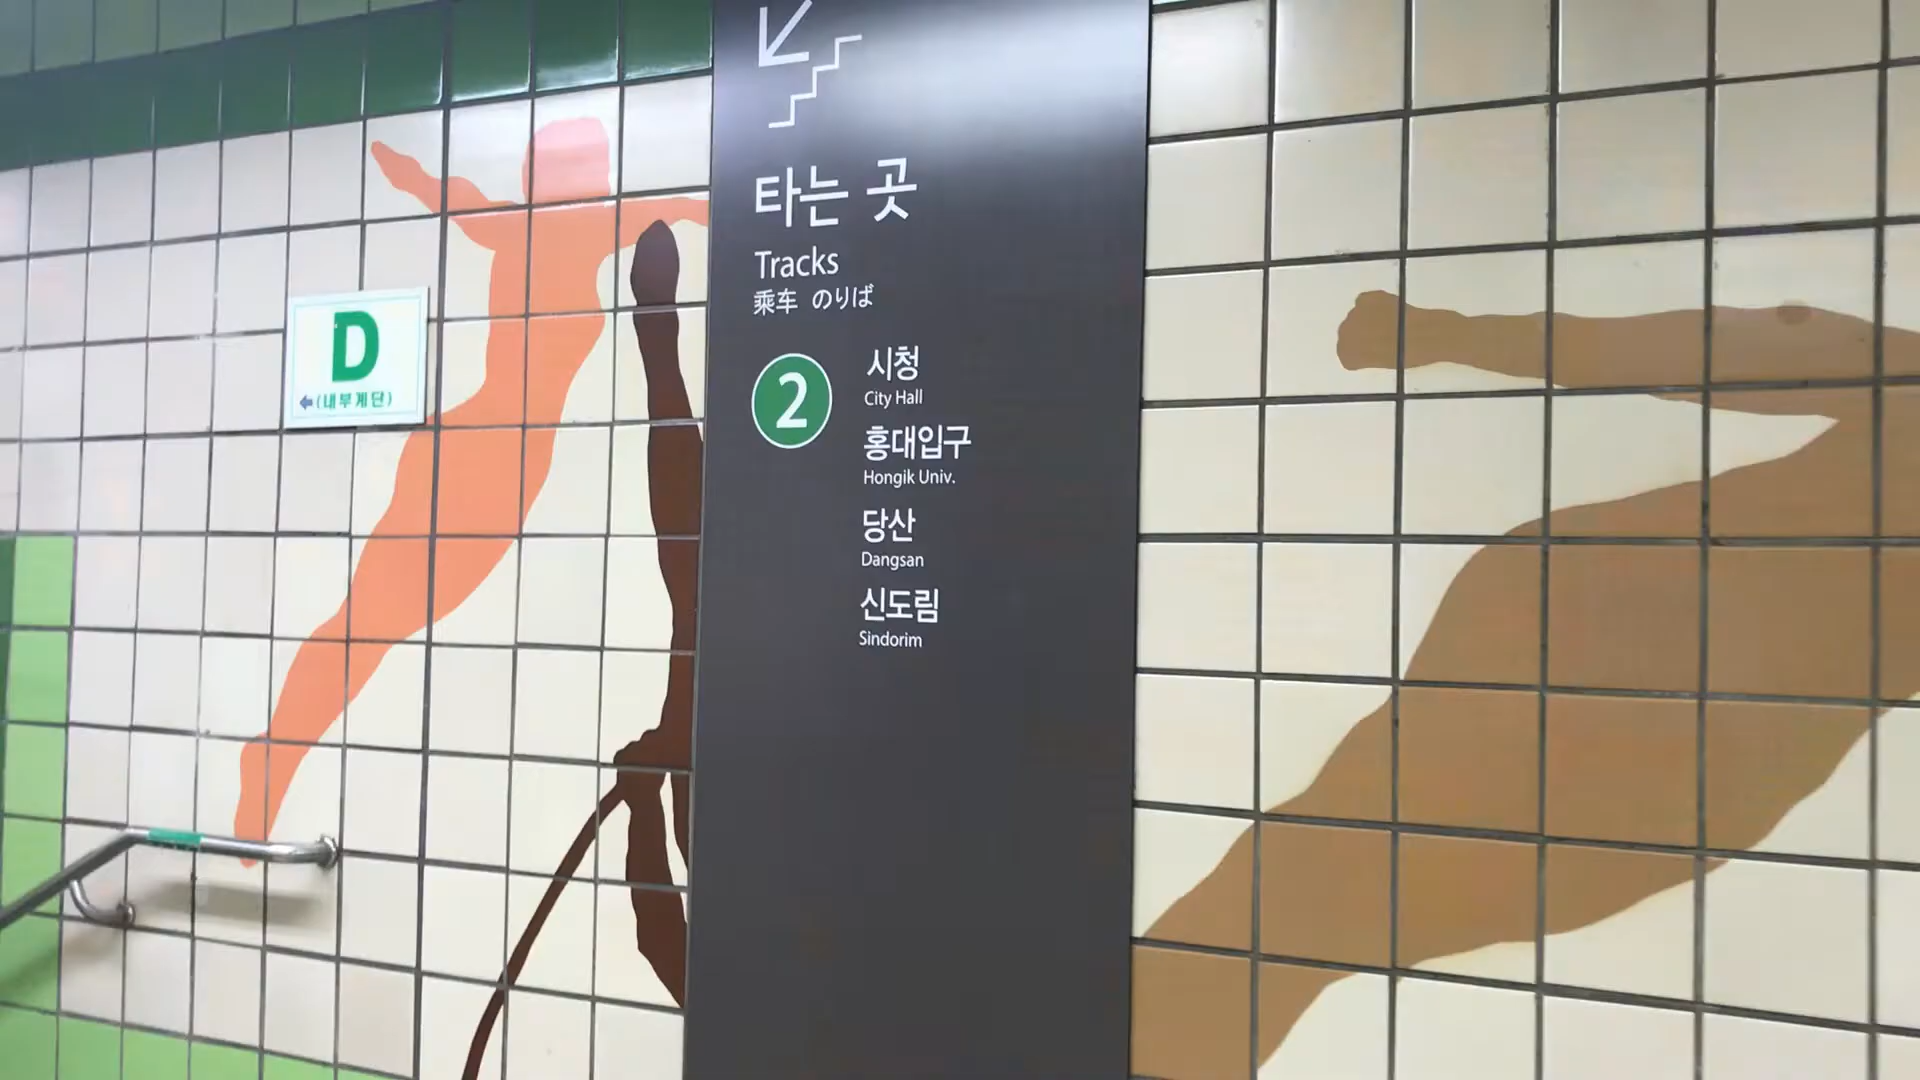 타는 곳
Tracks
乘车 のりば
2
시청
City Hall
홍대입구
Hongik Univ.
당산
Dangsan
신도림
Sindorim
D
←(내부계단)